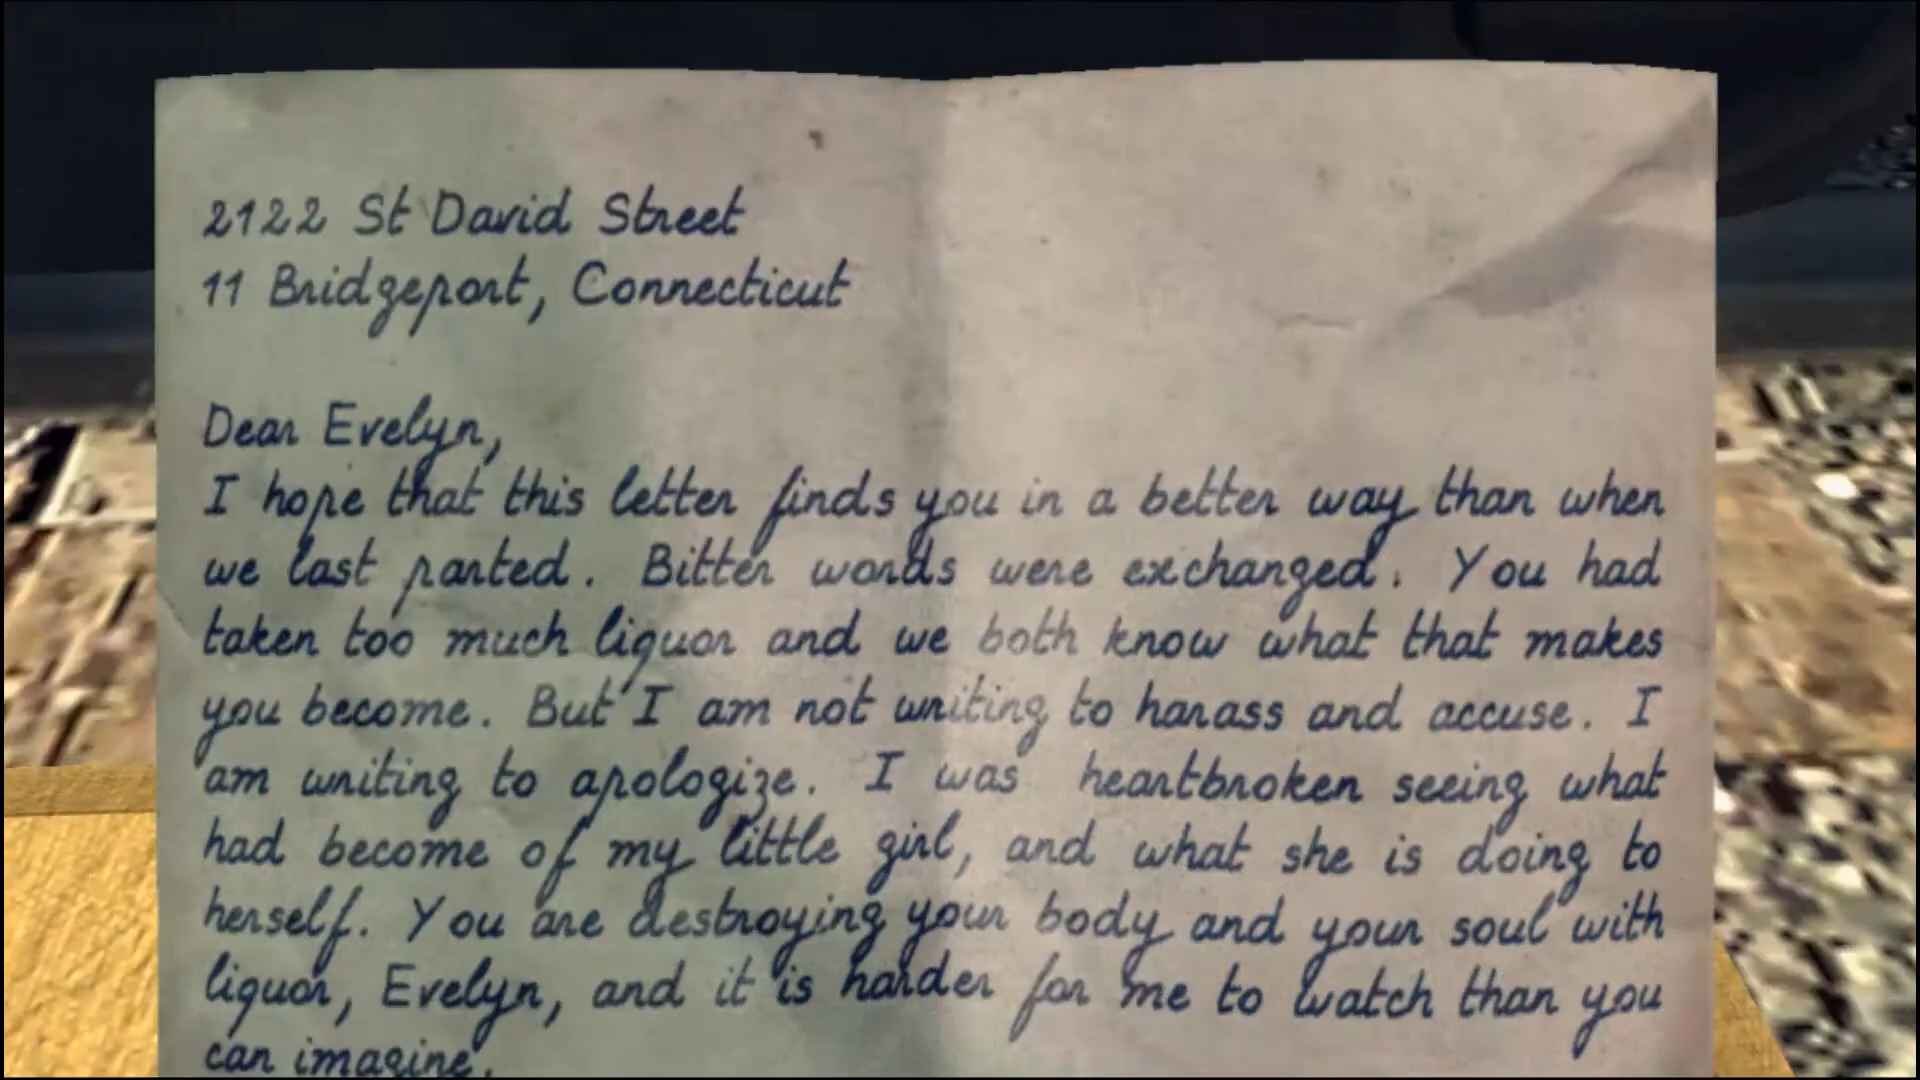 2122 St David Street
11 Bridgeport, Connecticut
Dear Evelyn,
I hope that this letter finds you in a better way than when
we last parted. Bitter words were exchanged. You had
taken too much liquor and we both know what that makes
you become. But I am not writing to harass and accuse. I
am writing to apologize. I was heartbroken seeing what
had become of my little girl, and what she is doing to
herself. You are destroying your body and your soul with
liquor, Evelyn, and it is harder for me to watch than you
can imagine.